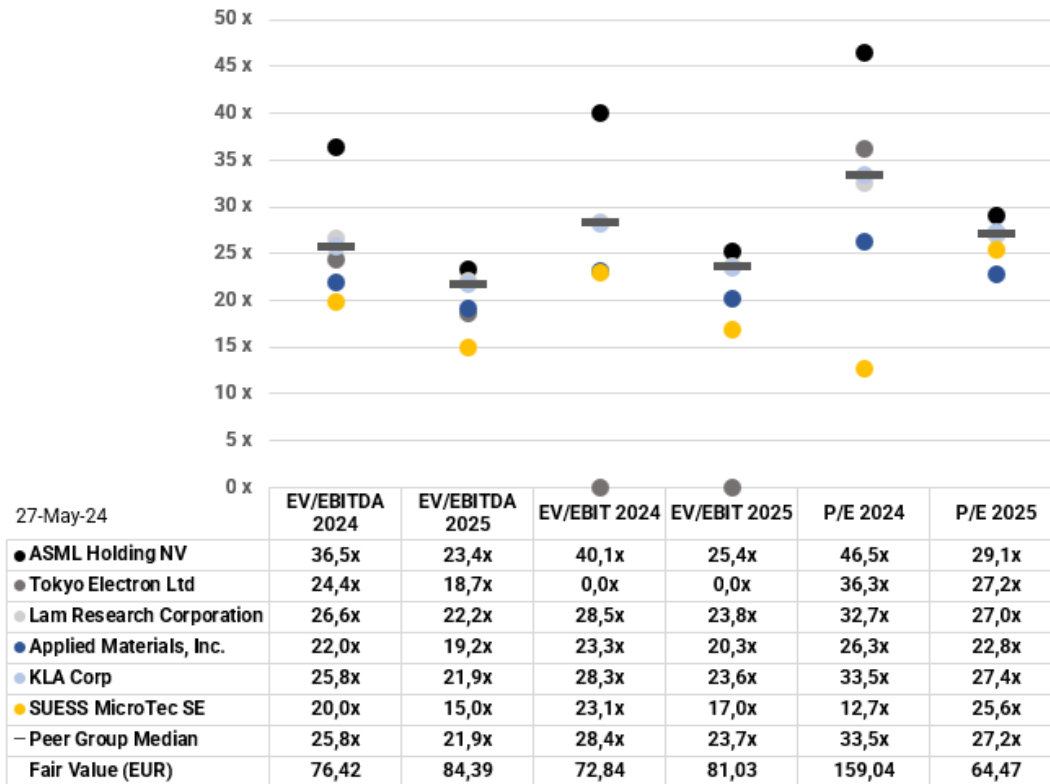 50 x
45 x
40 x
35 x
30 x
25 x
20 x
15 x
10 x
5 x
0 x
27-May-24 EV/EBITDA 2024 EV/EBITDA 2025 EV/EBIT 2024 EV/EBIT 2025 P/E 2024 P/E 2025
ASML Holding NV 36,5x 23,4x 40,1x 25,4x 46,5x 29,1x
Tokyo Electron Ltd 24,4x 18,7x 0,0x 0,0x 36,3x 27,2x
Lam Research Corporation 26,6x 22,2x 28,5x 23,8x 32,7x 27,0x
Applied Materials, Inc. 22,0x 19,2x 23,3x 20,3x 26,3x 22,8x
KLA Corp 25,8x 21,9x 28,3x 23,6x 33,5x 27,4x
SUESS MicroTec SE 20,0x 15,0x 23,1x 17,0x 12,7x 25,6x
Peer Group Median 25,8x 21,9x 28,4x 23,7x 33,5x 27,2x
Fair Value (EUR) 76,42 84,39 72,84 81,03 159,04 64,47